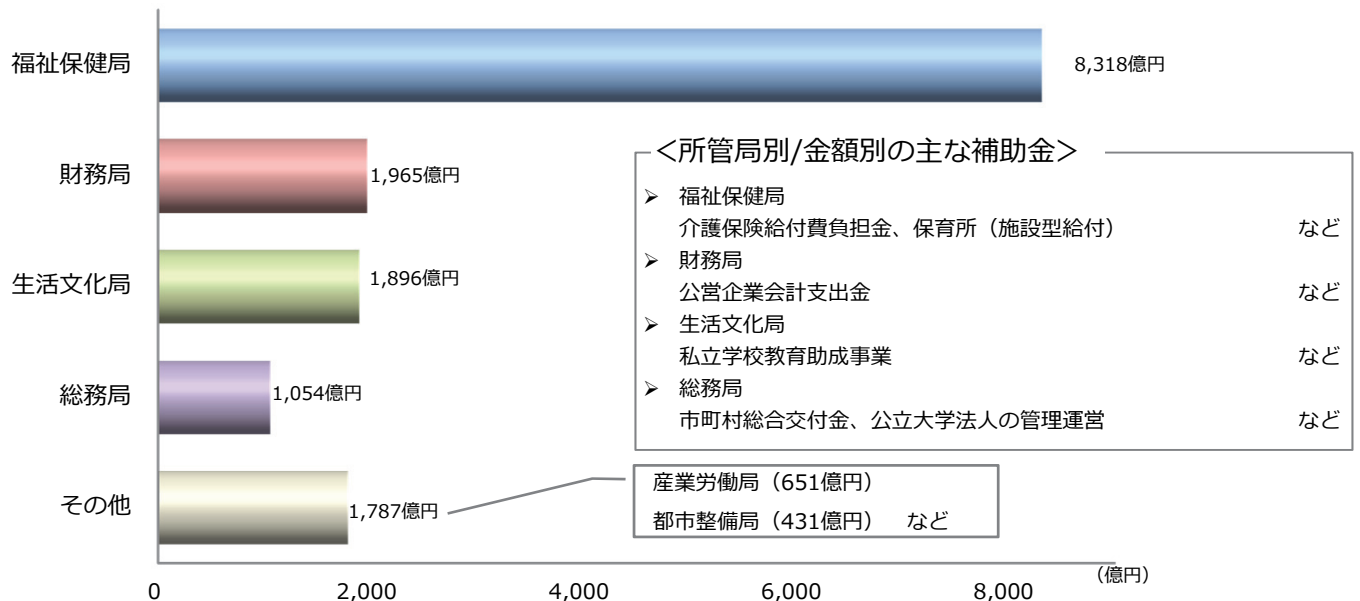 福祉保健局
8,318億円
財務局
1,965億円
生活文化局
1,896億円
総務局
1,054億円
その他
1,787億円
＜所管局別/金額別の主な補助金＞
➢ 福祉保健局
介護保険給付費負担金、保育所（施設型給付） など
➢ 財務局
公営企業会計支出金 など
➢ 生活文化局
私立学校教育助成事業 など
➢ 総務局
市町村総合交付金、公立大学法人の管理運営 など
産業労働局（651億円）
都市整備局（431億円） など
0 2,000 4,000 6,000 8,000 （億円）